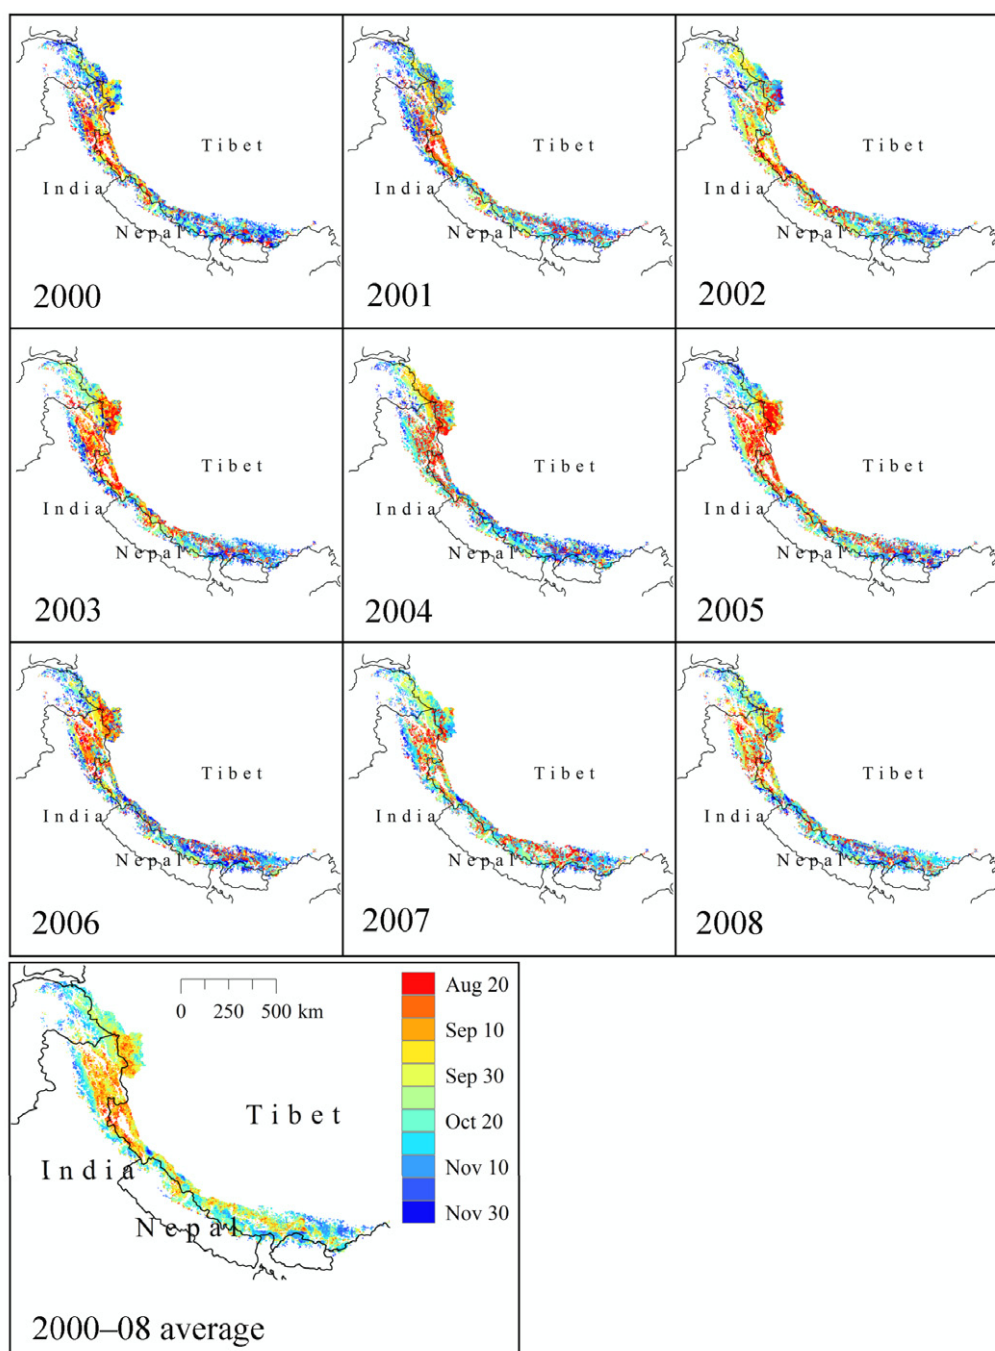 Tibet
India
Nepal
2000
Tibet
India
Nepal
2001
Tibet
India
Nepal
2002
Tibet
India
Nepal
2003
Tibet
India
Nepal
2004
Tibet
India
Nepal
2005
Tibet
India
Nepal
2006
Tibet
India
Nepal
2007
Tibet
India
Nepal
2008
0 250 500 km
Aug 20
Sep 10
Sep 30
Oct 20
Nov 10
Nov 30
Tibet
India
Nepal
2000–08 average